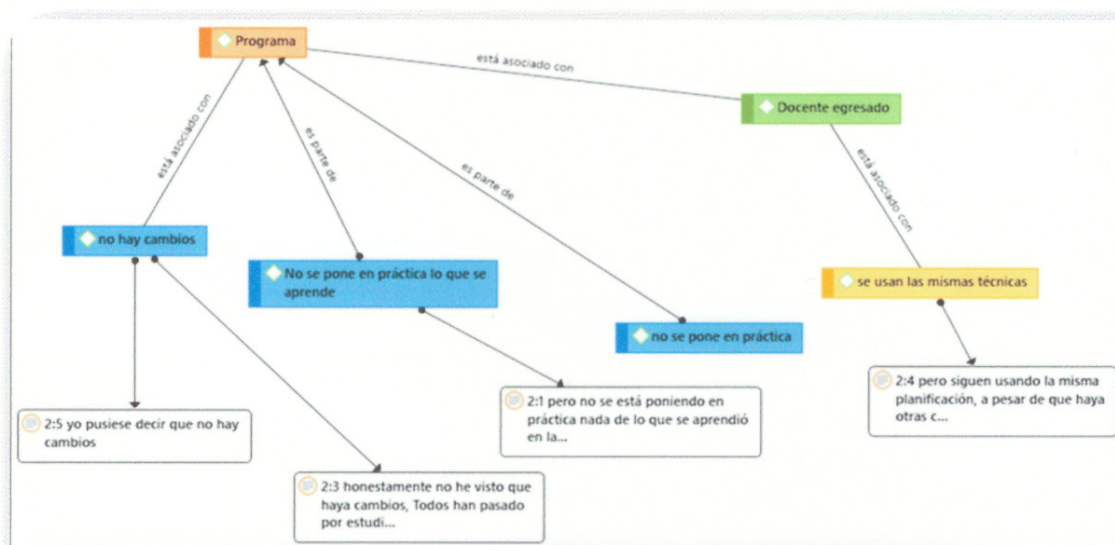 Programa
está asociado con
Docente egresado
está asociado con
es parte de
es parte de
está asociado con
no hay cambios
No se pone en práctica lo que se
aprende
se usan las mismas técnicas
no se pone en práctica
2:5 yo pusiese decir que no hay
cambios
2:1 pero no se está poniendo en
práctica nada de lo que se aprendió
en la...
2:4 pero siguen usando la misma
planificación, a pesar de que haya
otras c...
2:3 honestamente no he visto que
haya cambios, Todos han pasado
por estudi...